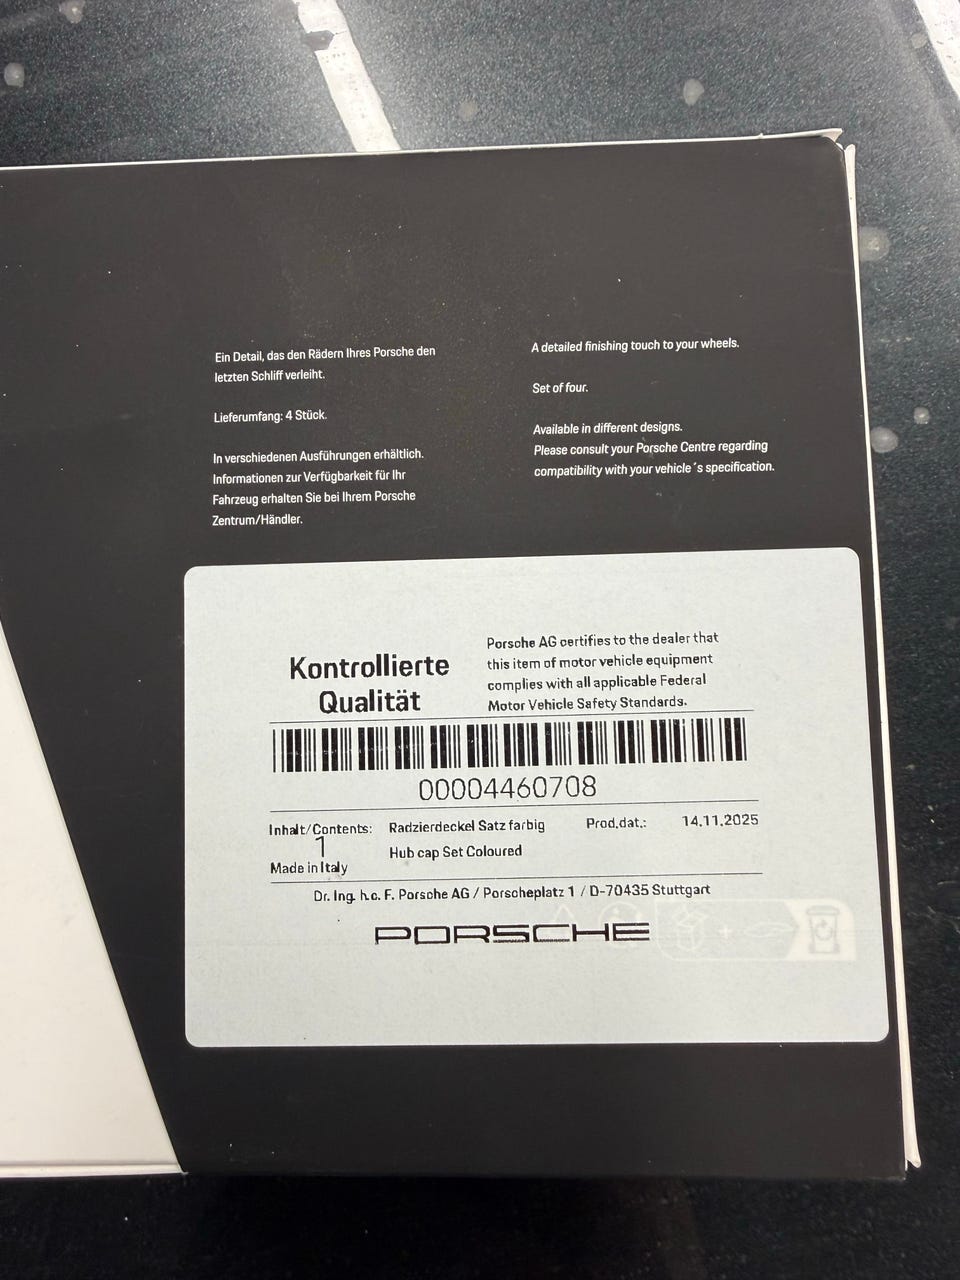 Ein Detail, das den Rädern Ihres Porsche den
letzten Schliff verleiht.
Lieferumfang: 4 Stück.
In verschiedenen Ausführungen erhältlich.
Informationen zur Verfügbarkeit für Ihr
Fahrzeug erhalten Sie bei Ihrem Porsche
Zentrum/Händler.
A detailed finishing touch to your wheels.
Set of four.
Available in different designs.
Please consult your Porsche Centre regarding
compatibility with your vehicle´s specification.
Kontrollierte
Qualität
Porsche AG certifies to the dealer that
this item of motor vehicle equipment
complies with all applicable Federal
Motor Vehicle Safety Standards.
00004460708
Inhalt/Contents: Radzierdeckel Satz farbig Prod.dat.: 14.11.2025
1
Hub cap Set Coloured
Made in Italy
Dr. Ing. h.c. F. Porsche AG / Porscheplatz 1 / D-70435 Stuttgart
PORSCHE